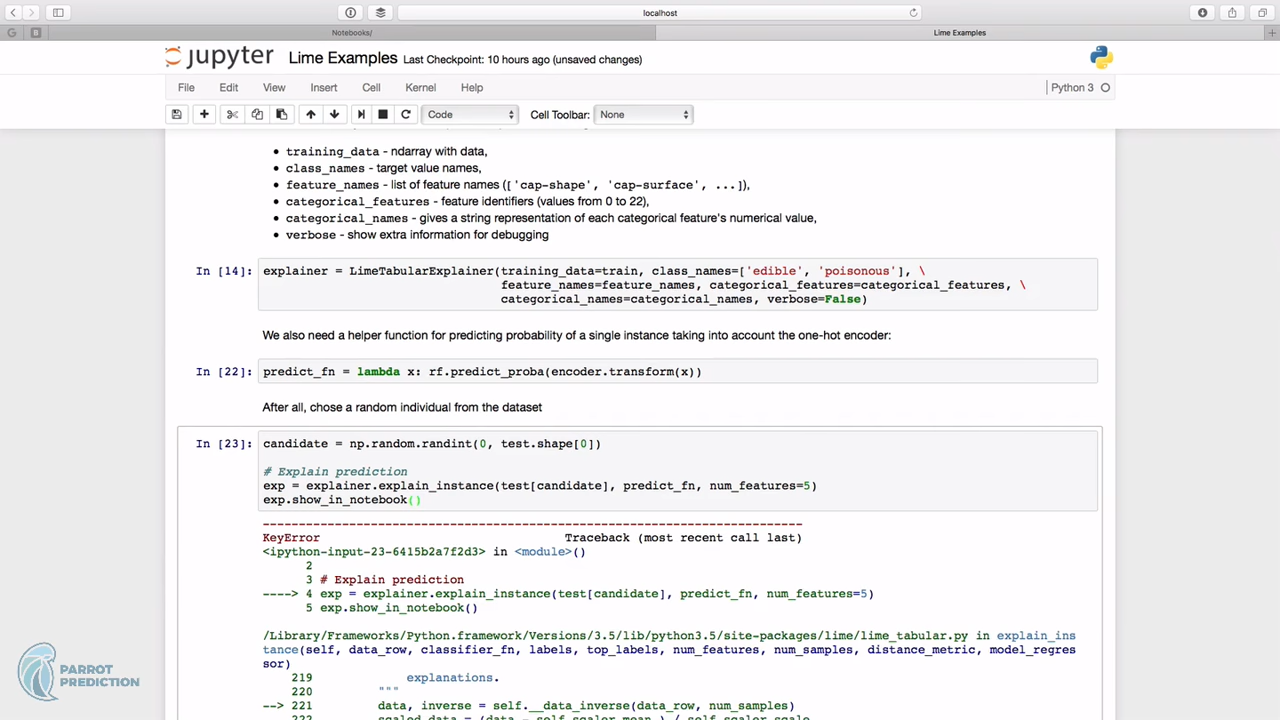 localhost
Notebooks/
Lime Examples
jupyter Lime Examples Last Checkpoint: 10 hours ago (unsaved changes)
File Edit View Insert Cell Kernel Help
Python 3
Code
Cell Toolbar: None
• training_data - ndarray with data,
• class_names - target value names,
• feature_names - list of feature names (['cap-shape', 'cap-surface', ...]),
• categorical_features - feature identifiers (values from 0 to 22),
• categorical_names - gives a string representation of each categorical feature's numerical value,
• verbose - show extra information for debugging
In [14]: explainer = LimeTabularExplainer(training_data=train, class_names=['edible', 'poisonous'], \
feature_names=feature_names, categorical_features=categorical_features, \
categorical_names=categorical_names, verbose=False)
We also need a helper function for predicting probability of a single instance taking into account the one-hot encoder:
In [22]: predict_fn = lambda x: rf.predict_proba(encoder.transform(x))
After all, chose a random individual from the dataset
In [23]: candidate = np.random.randint(0, test.shape[0])
# Explain prediction
exp = explainer.explain_instance(test[candidate], predict_fn, num_features=5)
exp.show_in_notebook()
---------------------------------------------------------------------------
KeyError Traceback (most recent call last)
<ipython-input-23-6415b2a7f2d3> in <module>()
2
3 # Explain prediction
----> 4 exp = explainer.explain_instance(test[candidate], predict_fn, num_features=5)
5 exp.show_in_notebook()
/Library/Frameworks/Python.framework/Versions/3.5/lib/python3.5/site-packages/lime/lime_tabular.py in explain_ins
tance(self, data_row, classifier_fn, labels, top_labels, num_features, num_samples, distance_metric, model_regres
sor)
219 explanations.
220 """
--> 221 data, inverse = self.__data_inverse(data_row, num_samples)
222 scaled_data = (data - self.scaler.mean_) / self.scaler.scale_
PARROT
PREDICTION